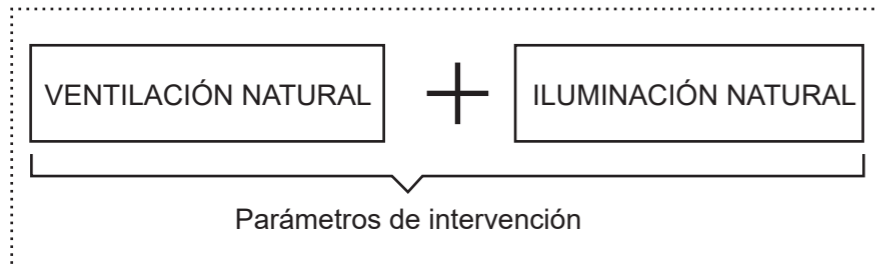 VENTILACIÓN NATURAL + ILUMINACIÓN NATURAL
Parámetros de intervención